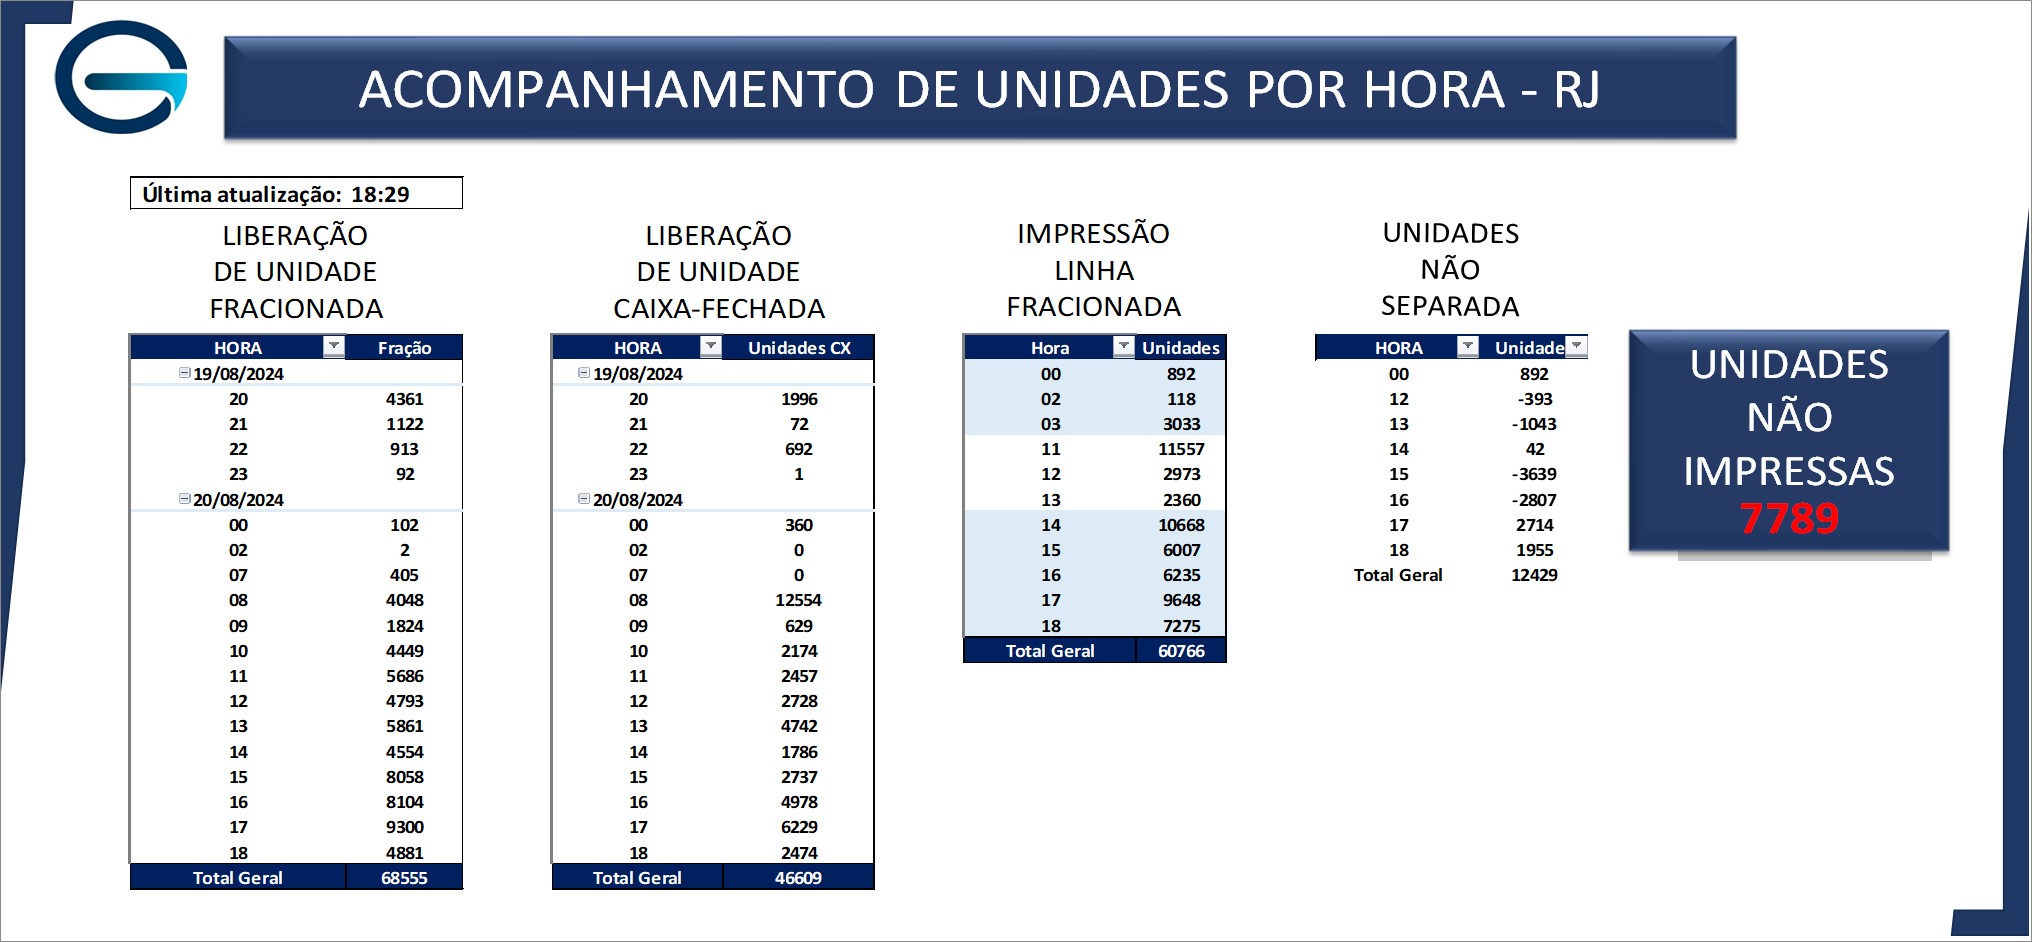 ACOMPANHAMENTO DE UNIDADES POR HORA - RJ
Última atualização: 18:29
LIBERAÇÃO
DE UNIDADE
FRACIONADA
HORA Fração
19/08/2024
20 4361
21 1122
22 913
23 92
20/08/2024
00 102
02 2
07 405
08 4048
09 1824
10 4449
11 5686
12 4793
13 5861
14 4554
15 8058
16 8104
17 9300
18 4881
Total Geral 68555
LIBERAÇÃO
DE UNIDADE
CAIXA-FECHADA
HORA Unidades CX
19/08/2024
20 1996
21 72
22 692
23 1
20/08/2024
00 360
02 0
07 0
08 12554
09 629
10 2174
11 2457
12 2728
13 4742
14 1786
15 2737
16 4978
17 6229
18 2474
Total Geral 46609
IMPRESSÃO
LINHA
FRACIONADA
Hora Unidades
00 892
02 118
03 3033
11 11557
12 2973
13 2360
14 10668
15 6007
16 6235
17 9648
18 7275
Total Geral 60766
UNIDADES
NÃO
SEPARADA
HORA Unidade
00 892
12 -393
13 -1043
14 42
15 -3639
16 -2807
17 2714
18 1955
Total Geral 12429
UNIDADES
NÃO
IMPRESSAS
7789